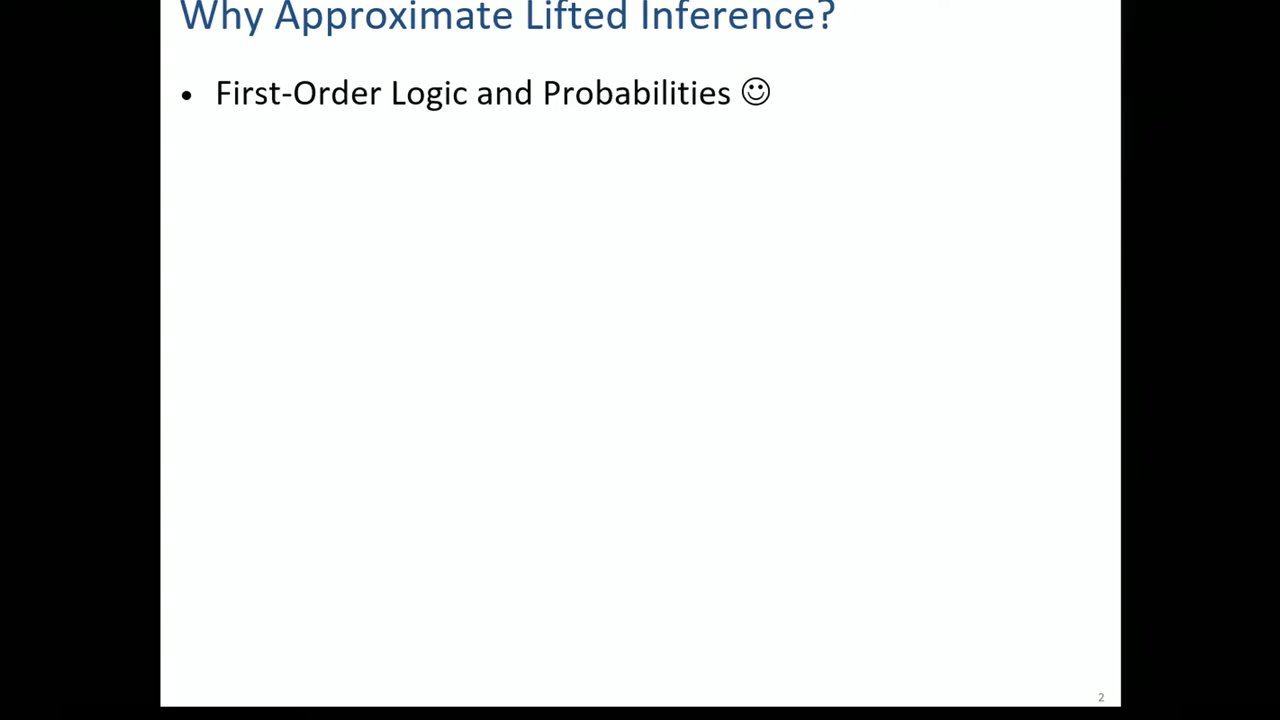 Why Approximate Lifted Inference?
• First-Order Logic and Probabilities ☺
2